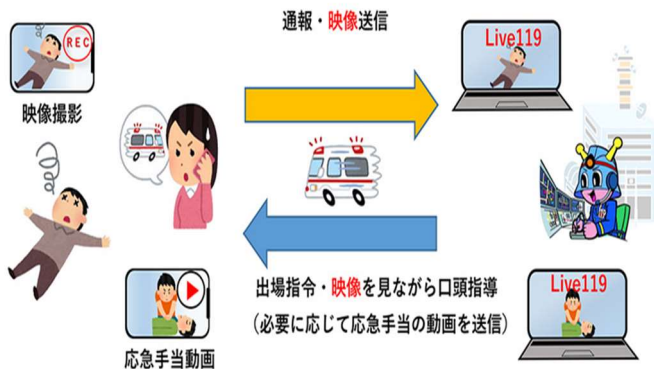 通報・映像送信
REC
Live119
映像撮影
出場指令・映像を見ながら口頭指導
（必要に応じて応急手当の動画を送信）
Live119
応急手当動画